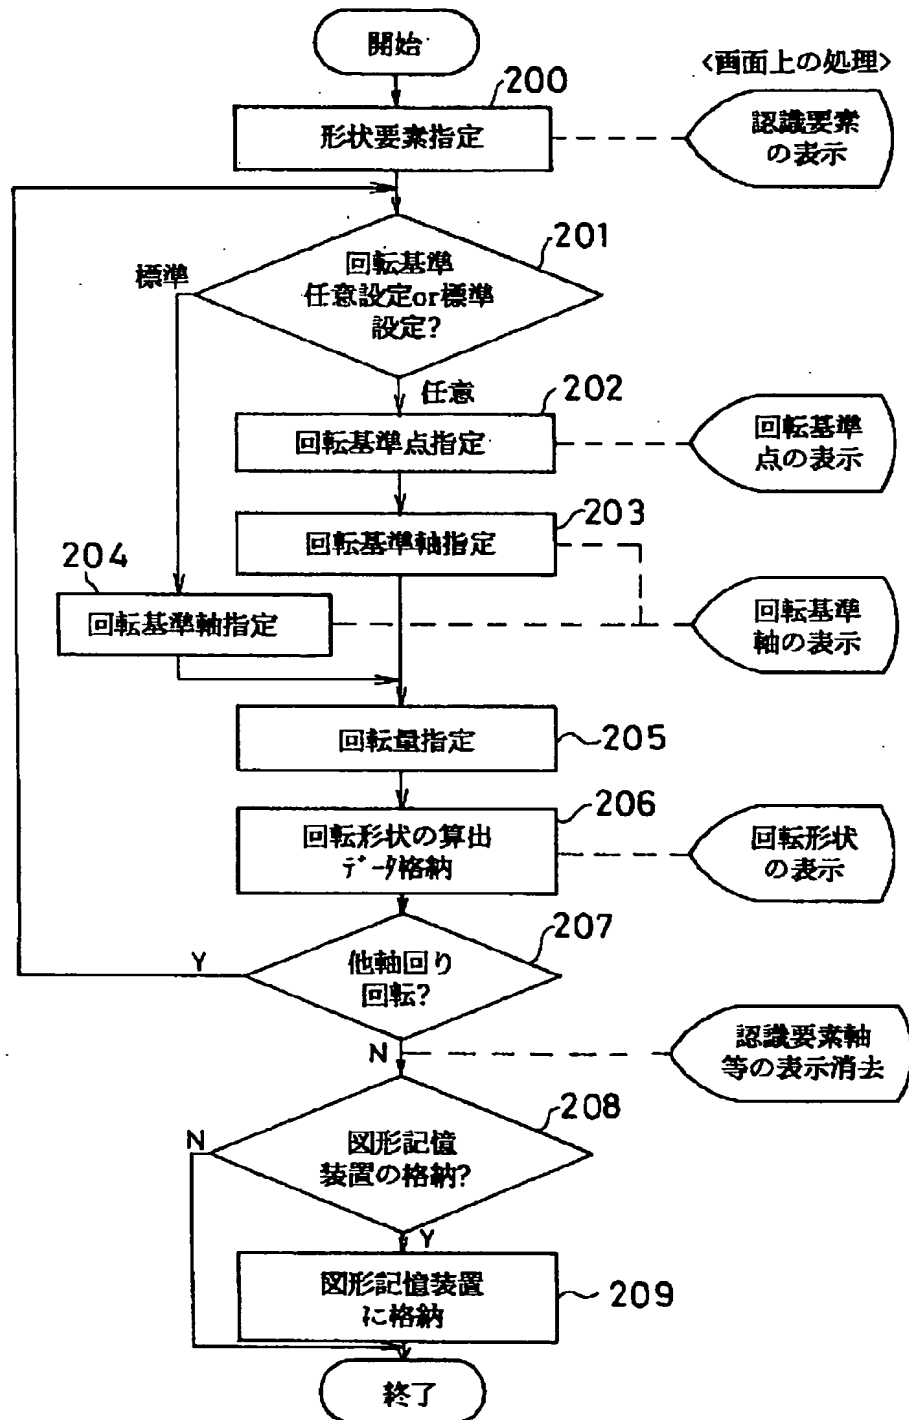 開始
200
<画面上の処理>
形状要素指定
認識要素
の表示
201
回転基準
任意設定or標準
設定?
標準
任意
202
回転基準点指定
回転基準
点の表示
203
回転基準軸指定
204
回転基準軸指定
回転基準
軸の表示
回転量指定
205
206
回転形状の算出
データ格納
回転形状
の表示
207
他軸回り
回転?
Y
N
認識要素軸
等の表示消去
208
図形記憶
装置の格納?
N
Y
図形記憶装置
に格納
209
終了